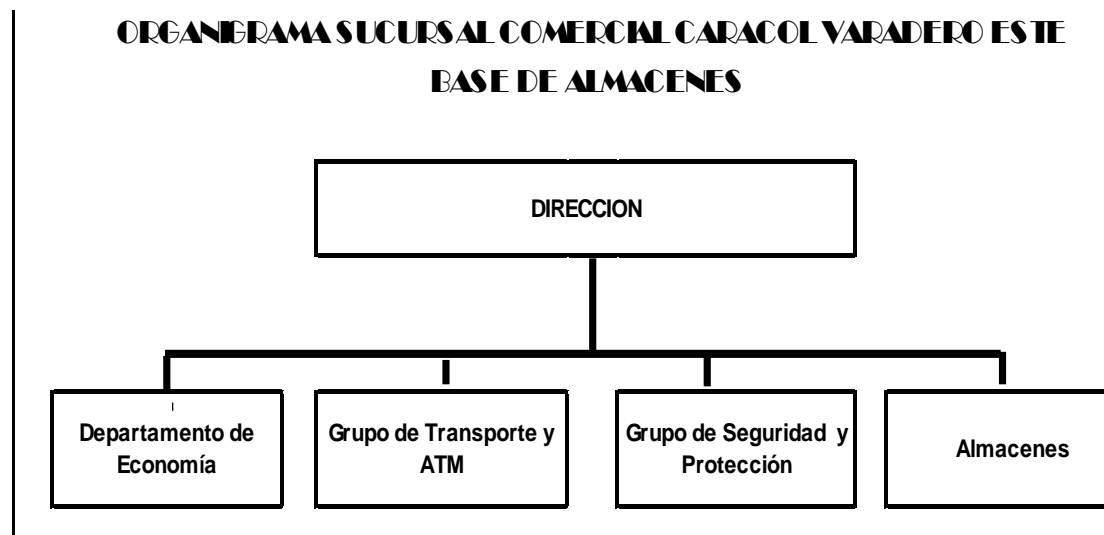 ORGANIGRAMA SUCURSAL COMERCIAL CARACOL VARADERO ESTE
BASE DE ALMACENES
DIRECCION
Departamento de
Economía
Grupo de Transporte y
ATM
Grupo de Seguridad y
Protección
Almacenes